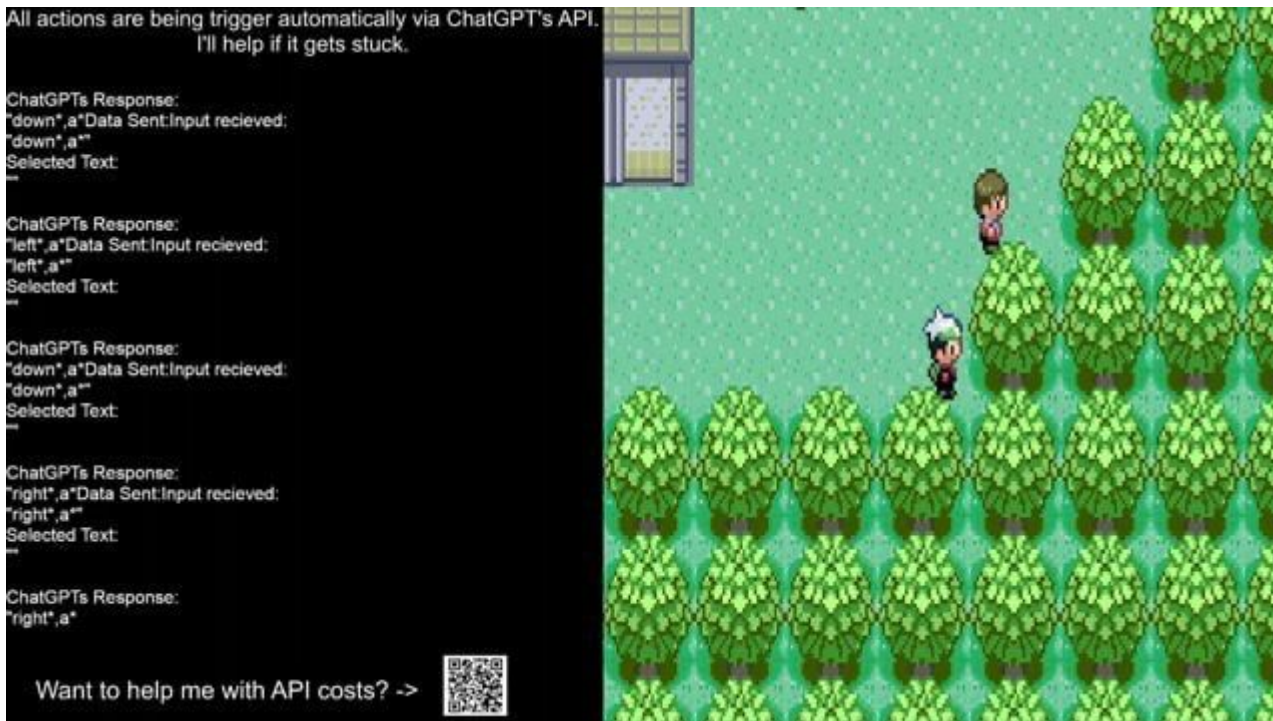 All actions are being trigger automatically via ChatGPT's API.
I'll help if it gets stuck.
ChatGPTs Response:
"down*,a*Data Sent:Input recieved:
"down*,a*"
Selected Text:
""
ChatGPTs Response:
"left*,a*Data Sent:Input recieved:
"left*,a*"
Selected Text:
""
ChatGPTs Response:
"down*,a*Data Sent:Input recieved:
"down*,a*"
Selected Text:
""
ChatGPTs Response:
"right*,a*Data Sent:Input recieved:
"right*,a*"
Selected Text:
""
ChatGPTs Response:
"right*,a*
Want to help me with API costs? ->